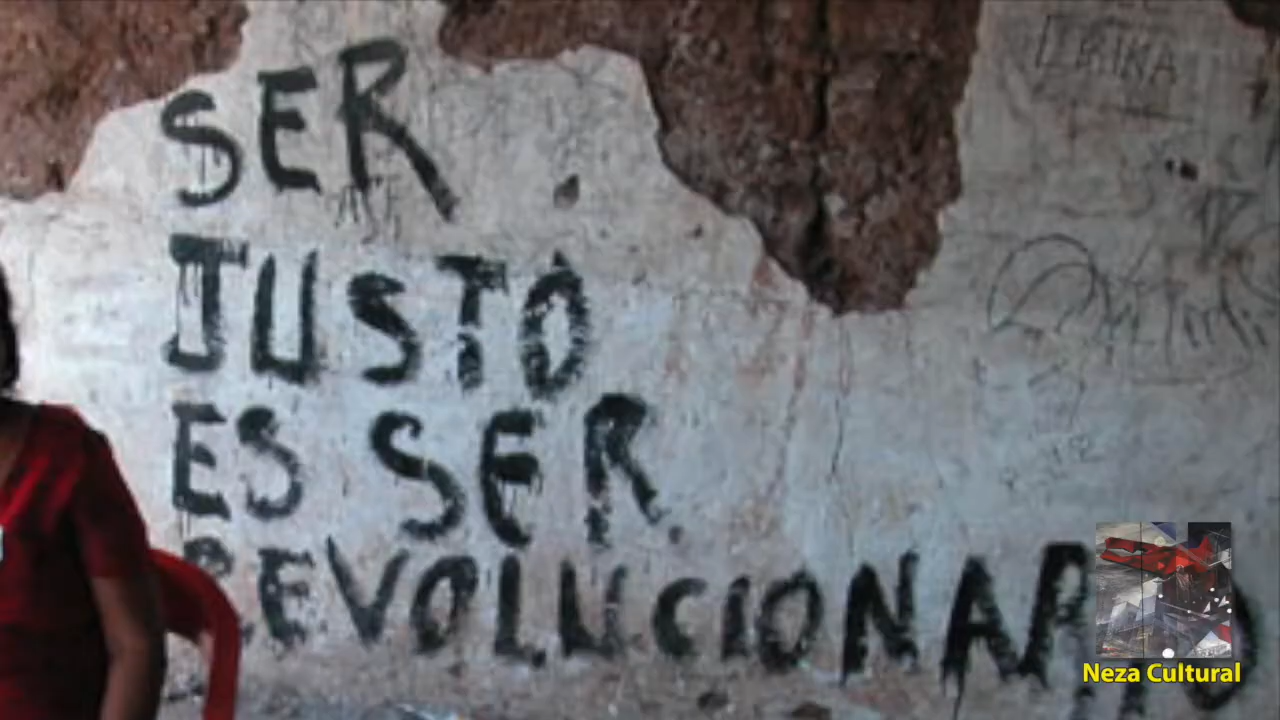 SER
JUSTO
ES SER
REVOLUCIONARIO
Neza Cultural